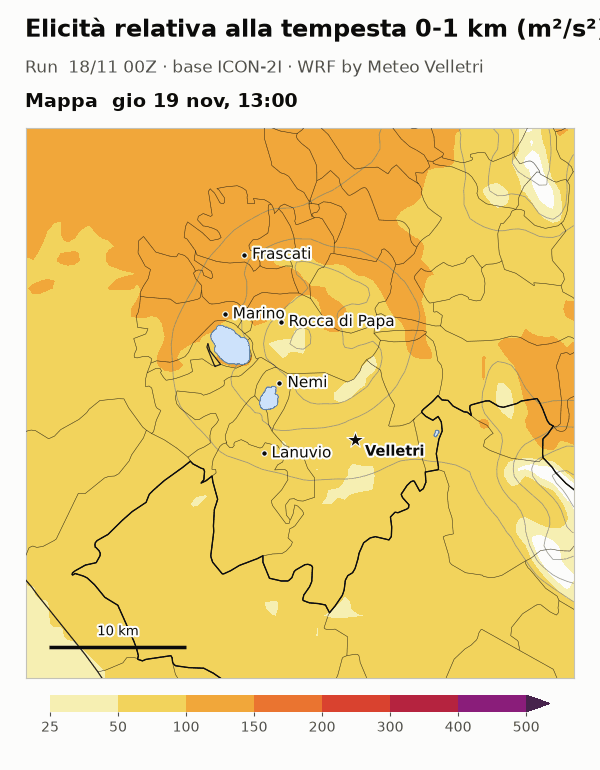 Elicità relativa alla tempesta 0-1 km (m²/s²)
Run  18/11 00Z · base ICON-2I · WRF by Meteo Velletri
Mappa  gio 19 nov, 13:00
Frascati
Marino
Rocca di Papa
Nemi
Velletri
Lanuvio
10 km
25 50 100 150 200 300 400 500